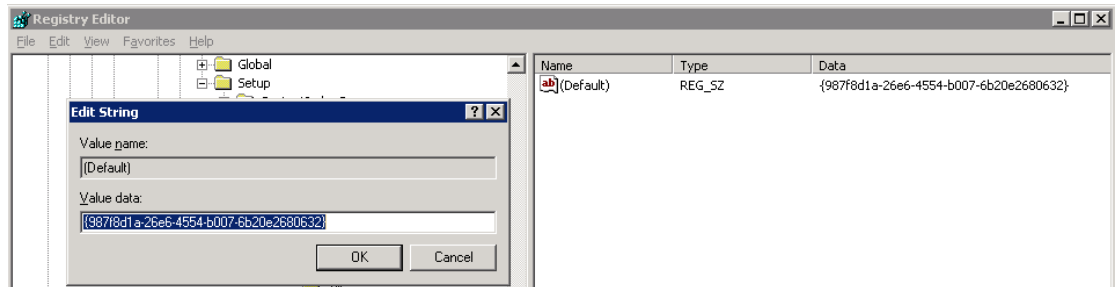 Registry Editor
File Edit View Favorites Help
Global
Setup
Name Type Data
(Default) REG_SZ {987f8d1a-26e6-4554-b007-6b20e2680632}
Edit String
Value name:
(Default)
Value data:
{987f8d1a-26e6-4554-b007-6b20e2680632}
OK Cancel